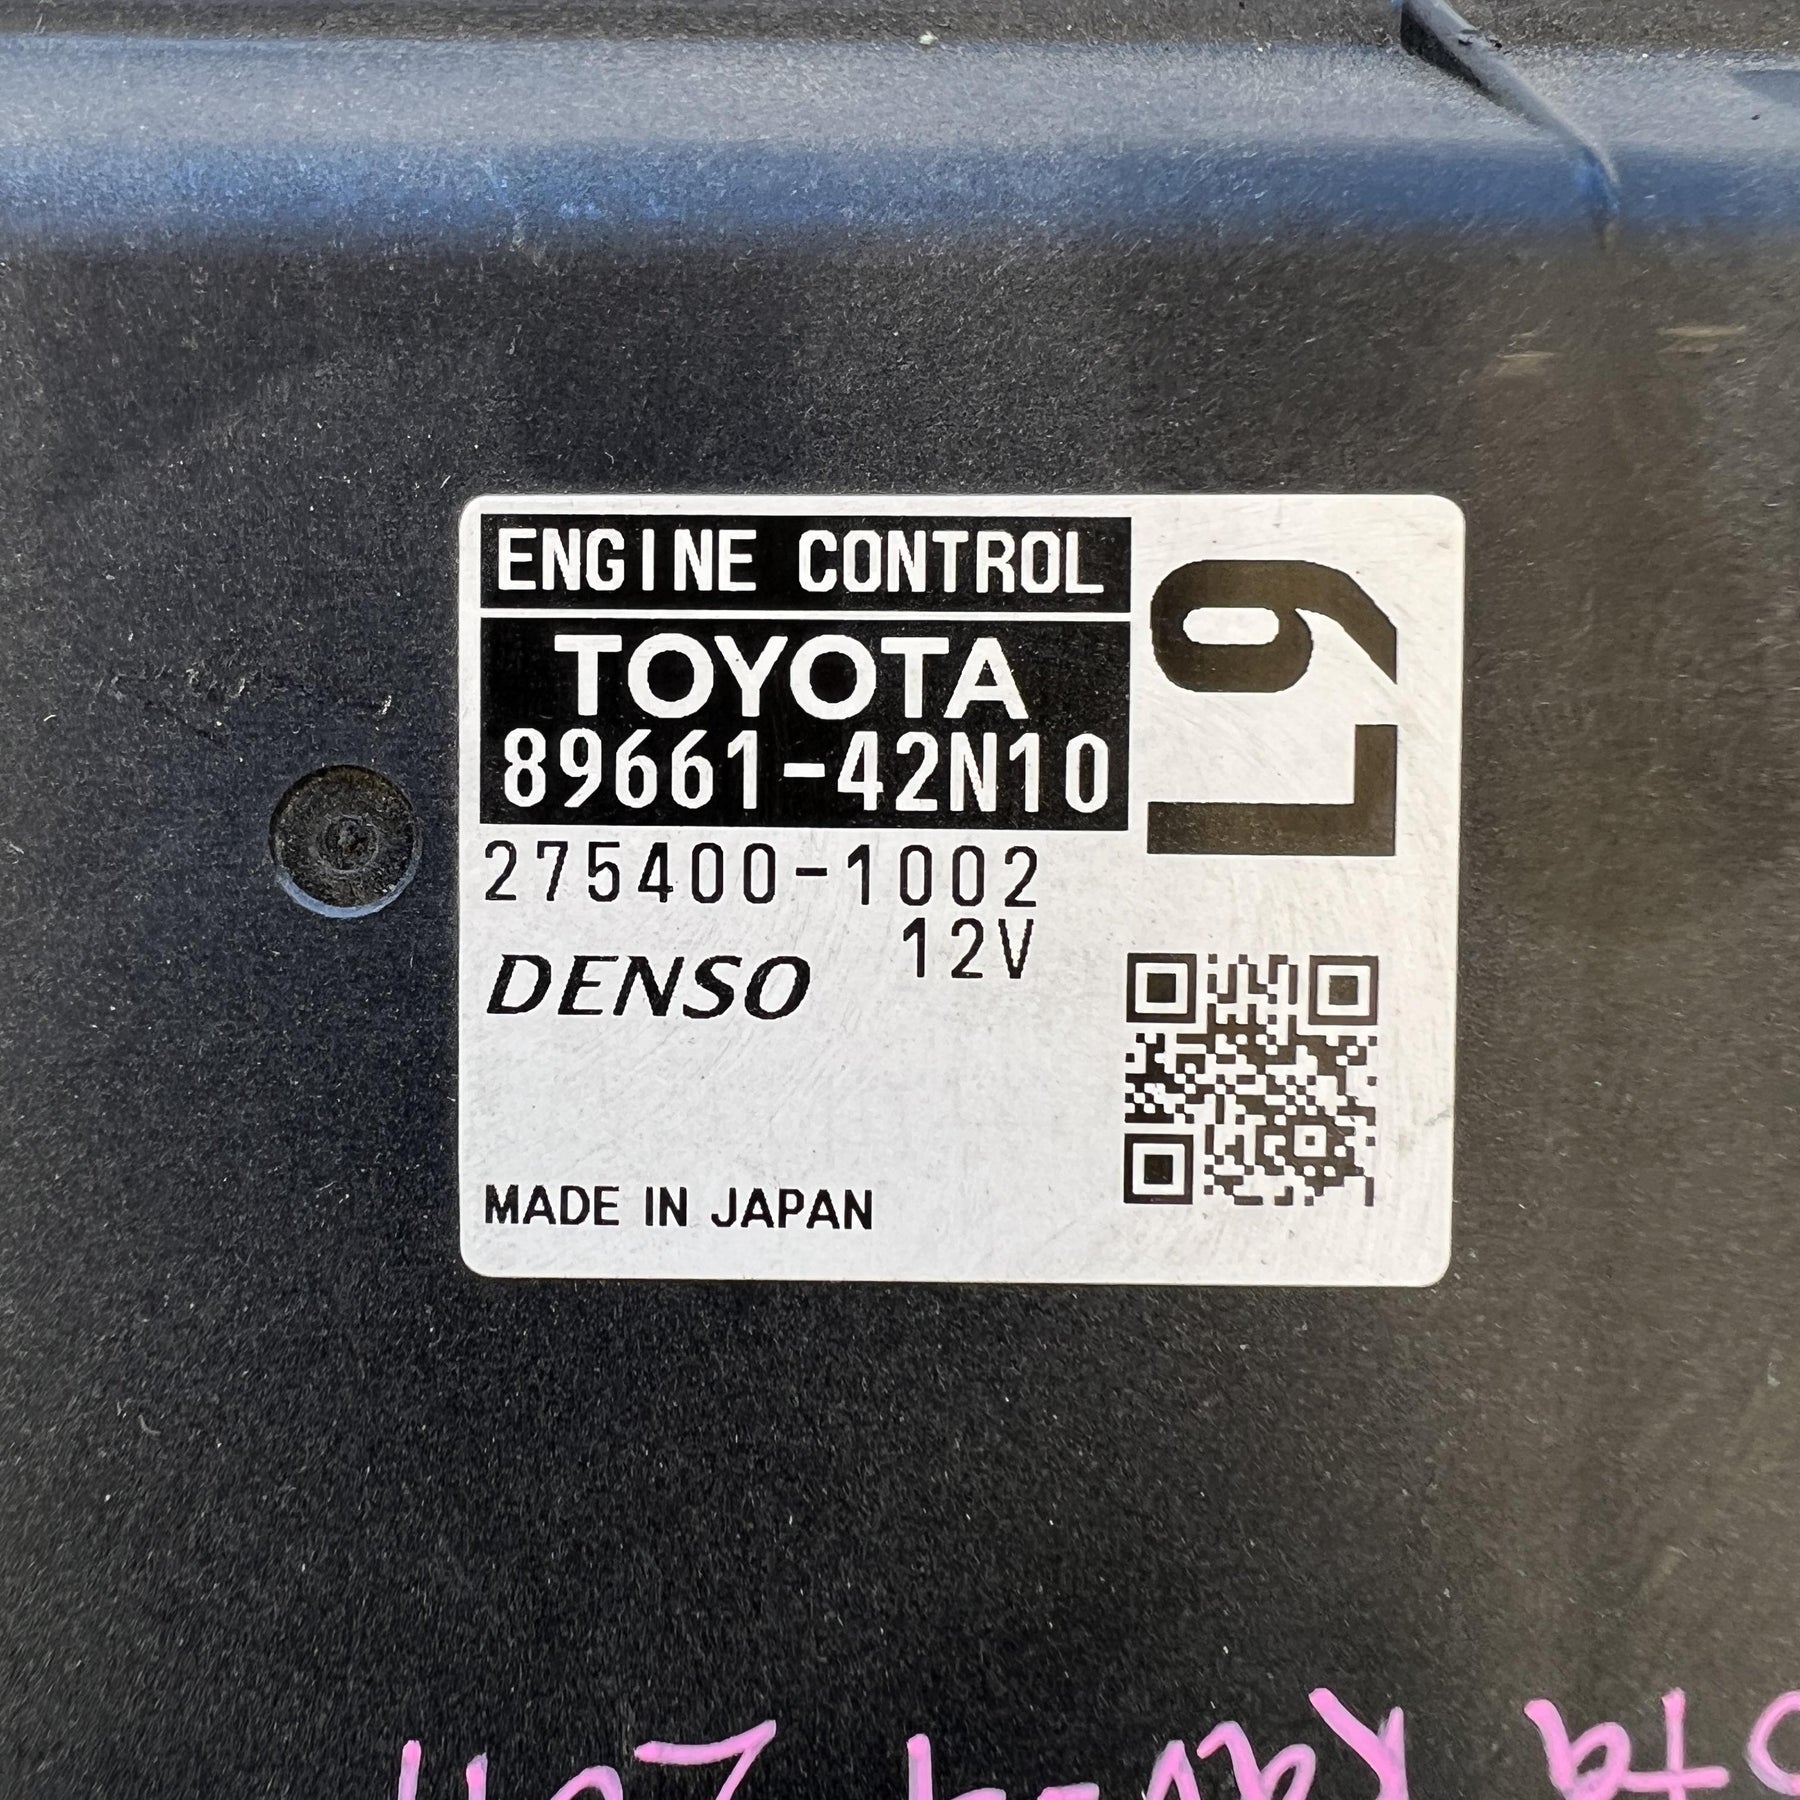 ENGINE CONTROL
TOYOTA
89661-42N10
275400-1002
12V
DENSO
MADE IN JAPAN
L9